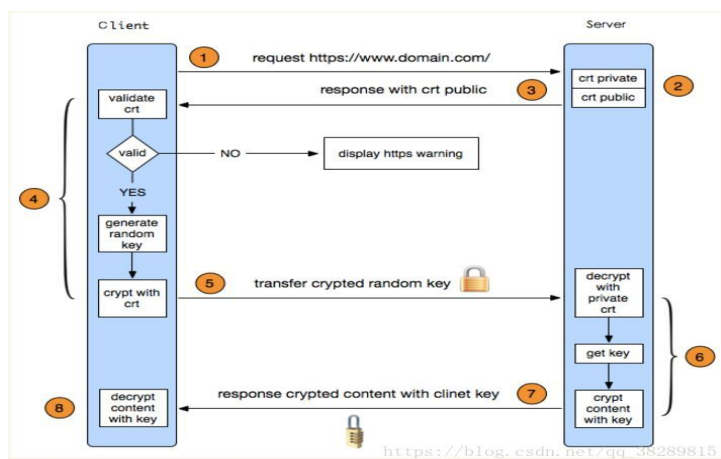 Client
Server
1
request https://www.domain.com/
crt private
2
response with crt public
3
crt public
validate
crt
valid
NO
display https warning
YES
4
generate
random
key
5
transfer crypted random key
decrypt
with
private
crt
crypt with
crt
get key
6
response crypted content with clinet key
7
8
decrypt
content
with key
crypt
content
with key
https://blog.csdn.net/qq_38289815